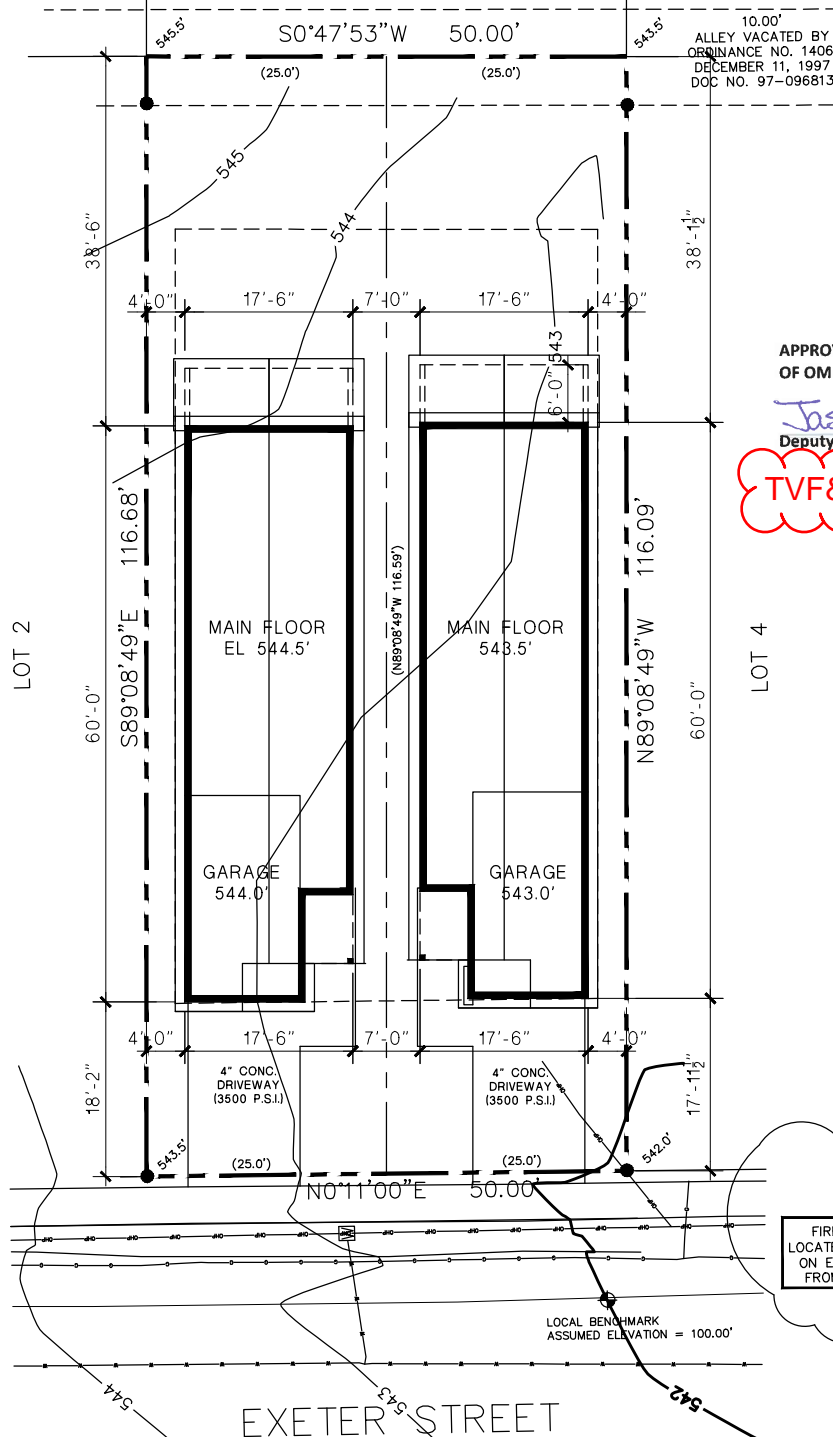 545.5'
S0°47'53"W 50.00'
543.5'
10.00'
ALLEY VACATED BY
ORDINANCE NO. 1406
DECEMBER 11, 1997
DOC NO. 97-096813
(25.0')
(25.0')
545
544
38'-6"
38'-1 1/2"
4'-0"
17'-6"
7'-0"
17'-6"
4'-0"
543
6'-0"
APPRO
OF OM
Deputy
TVF&
S89°08'49"E 116.68'
(N89°08'49"W 116.59')
N89°08'49"W 116.09'
LOT 2
MAIN FLOOR
EL 544.5'
MAIN FLOOR
543.5'
LOT 4
60'-0"
60'-0"
GARAGE
544.0'
GARAGE
543.0'
4'-0"
17'-6"
7'-0"
17'-6"
4'-0"
18'-2"
4" CONC.
DRIVEWAY
(3500 P.S.I.)
4" CONC.
DRIVEWAY
(3500 P.S.I.)
17'-11 1/2"
543.5'
(25.0')
(25.0')
542.0'
N0°11'00"E 50.00'
W
FIR
LOCATE
ON E
FRO
LOCAL BENCHMARK
ASSUMED ELEVATION = 100.00'
544
543
542
EXETER STREET